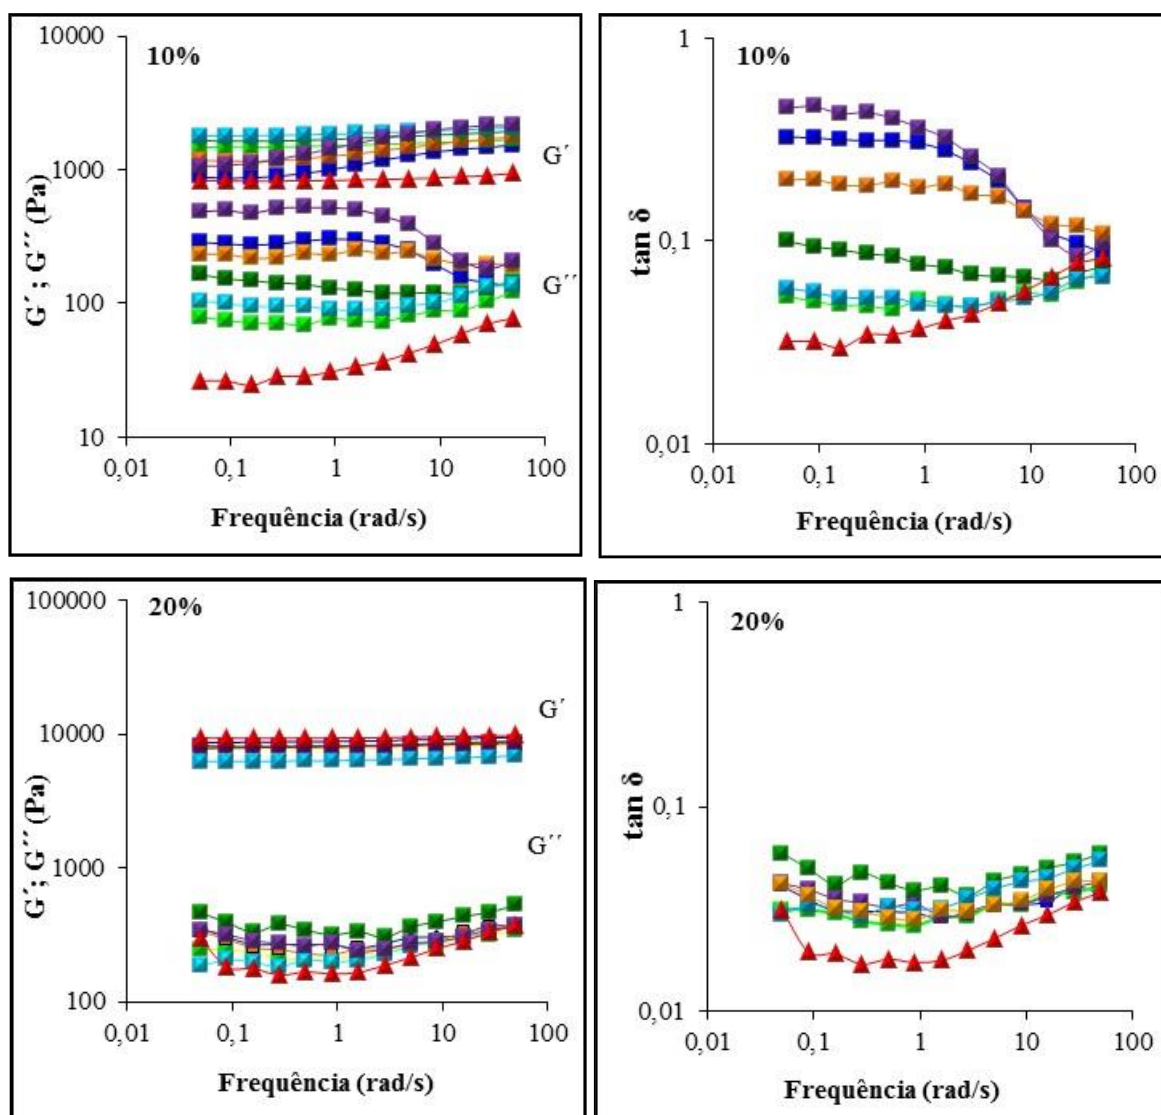 10000
10%
1000
G´
100
G´´
10
0,01 0,1 1 10 100
G´; G´´ (Pa)
Frequência (rad/s)
1
10%
0,1
0,01
0,01 0,1 1 10 100
tan δ
Frequência (rad/s)
100000
20%
10000
G´
1000
G´´
100
0,01 0,1 1 10 100
G´; G´´ (Pa)
Frequência (rad/s)
1
20%
0,1
0,01
0,01 0,1 1 10 100
tan δ
Frequência (rad/s)